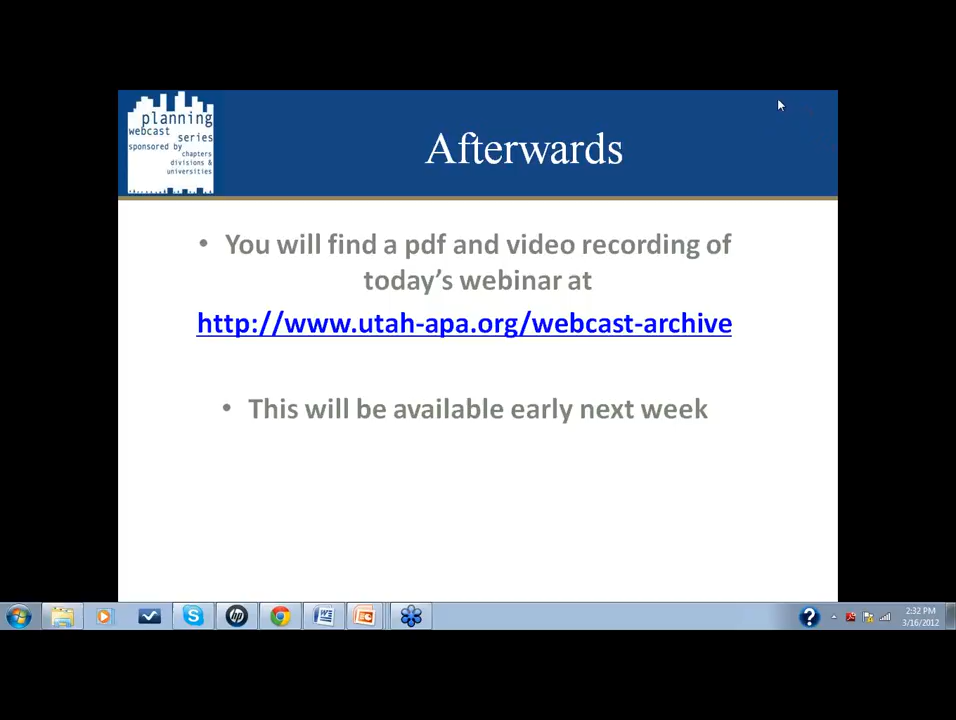 planning
webcast series
sponsored by
chapters
divisions &
universities
Afterwards
• You will find a pdf and video recording of
today's webinar at
http://www.utah-apa.org/webcast-archive
• This will be available early next week
2:32 PM
3/16/2012